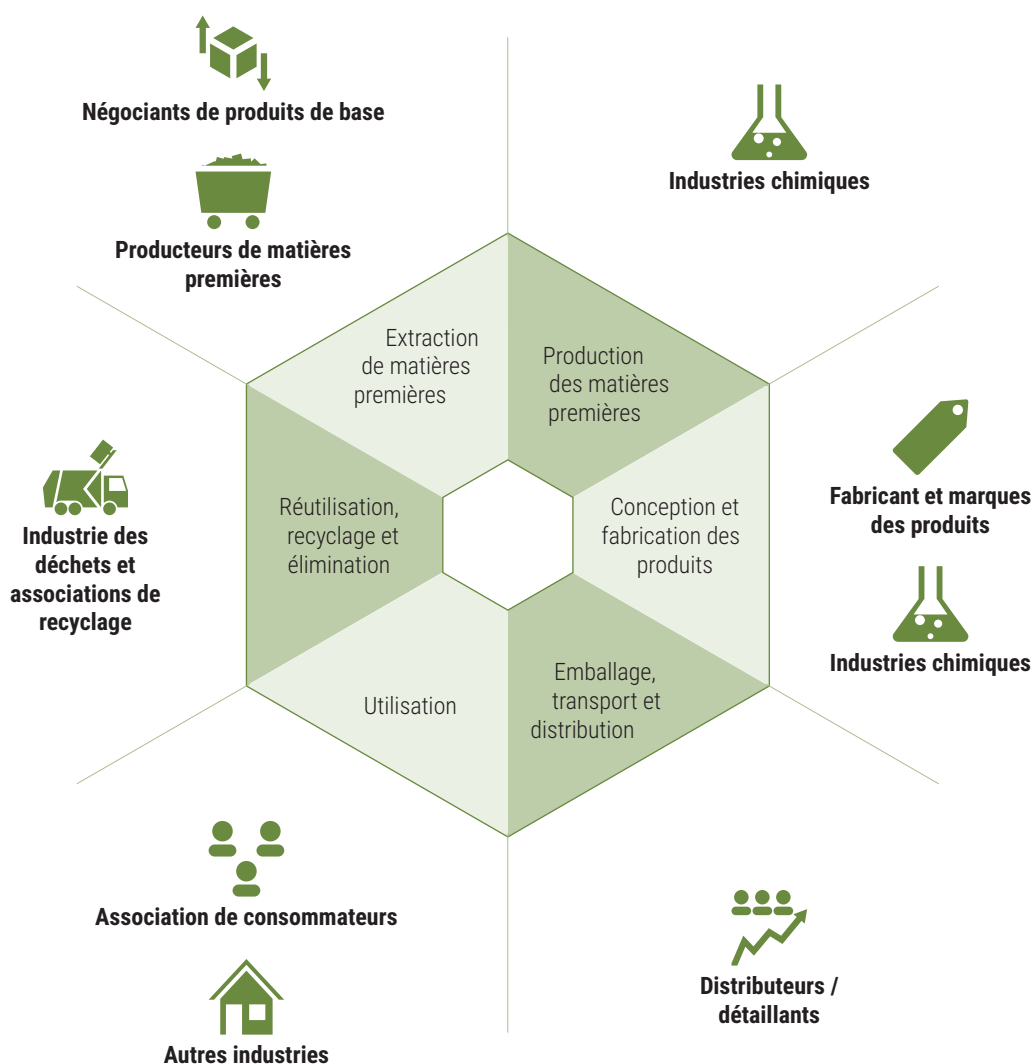 Négociants de produits de base
Producteurs de matières
premières
Industries chimiques
Extraction
de matières
premières
Production
des matières
premières
Fabricant et marques
des produits
Industries chimiques
Conception et
fabrication des
produits
Réutilisation,
recyclage et
élimination
Industrie des
déchets et
associations de
recyclage
Utilisation
Emballage,
transport et
distribution
Association de consommateurs
Autres industries
Distributeurs /
détaillants